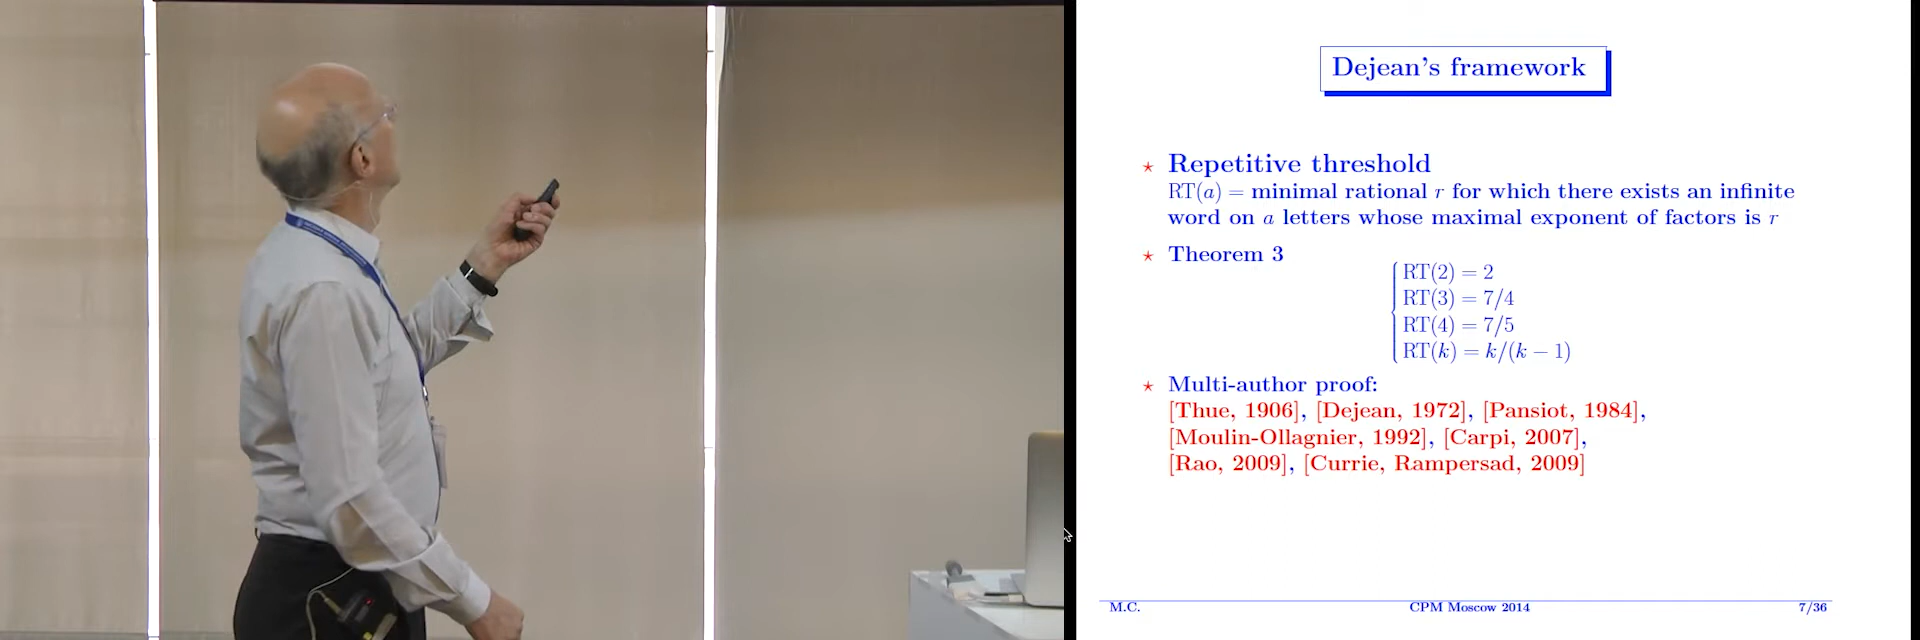 Dejean's framework
⋆ Repetitive threshold
RT(a) = minimal rational r for which there exists an infinite
word on a letters whose maximal exponent of factors is r
⋆ Theorem 3
RT(2) = 2
RT(3) = 7/4
RT(4) = 7/5
RT(k) = k/(k − 1)
⋆ Multi-author proof:
[Thue, 1906], [Dejean, 1972], [Pansiot, 1984],
[Moulin-Ollagnier, 1992], [Carpi, 2007],
[Rao, 2009], [Currie, Rampersad, 2009]
M.C. CPM Moscow 2014 7/36